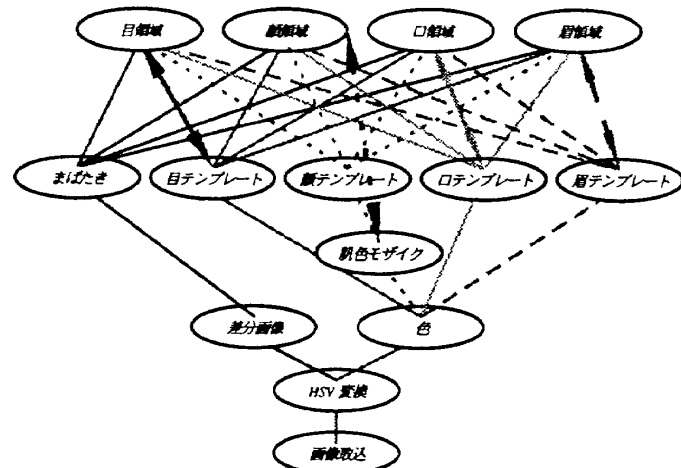 目領域
顔領域
口領域
眉領域
まばたき
目テンプレート
顔テンプレート
口テンプレート
眉テンプレート
肌色モザイク
差分画像
色
HSV 変換
画像取込